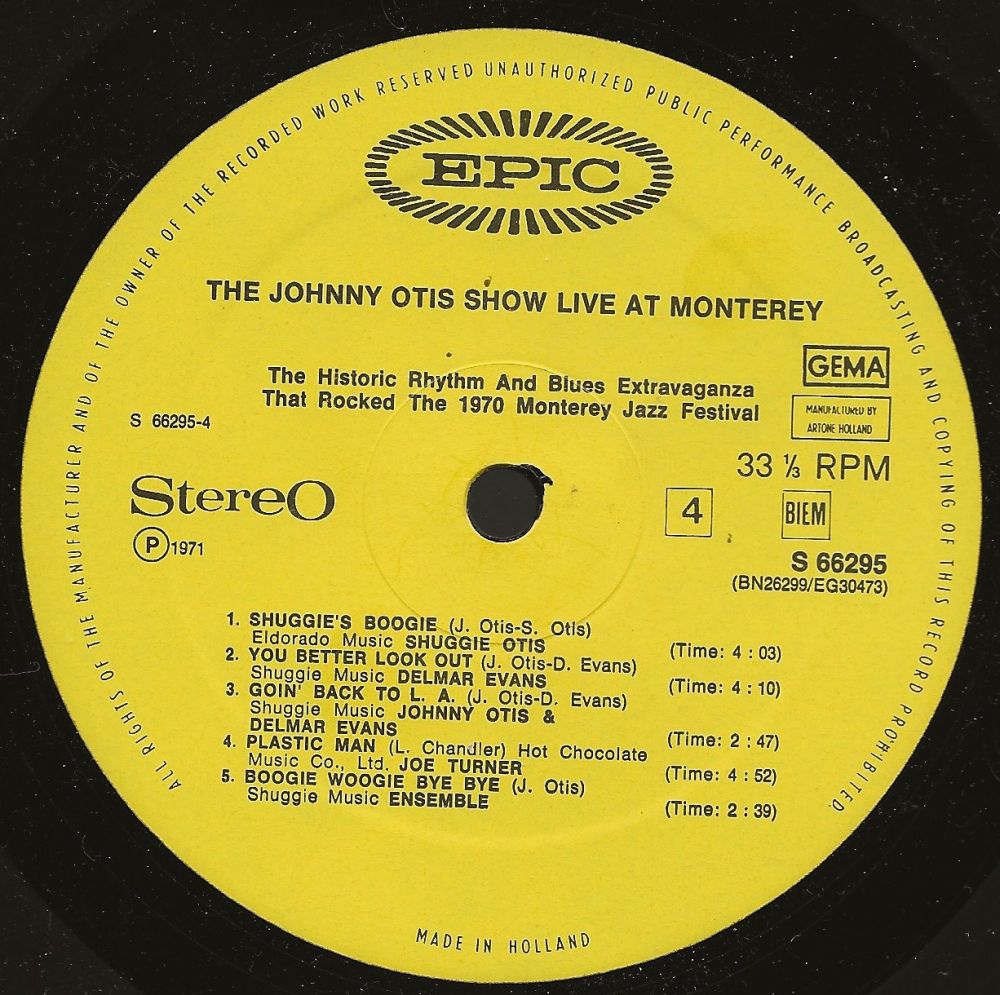 ALL RIGHTS OF THE MANUFACTURER AND OF THE OWNER OF THE RECORDED WORK RESERVED UNAUTHORIZED PUBLIC PERFORMANCE BROADCASTING AND COPYING OF THIS RECORD PROHIBITED.
EPIC
THE JOHNNY OTIS SHOW LIVE AT MONTEREY
The Historic Rhythm And Blues Extravaganza
That Rocked The 1970 Monterey Jazz Festival
GEMA
MANUFACTURED BY
ARTONE HOLLAND
S 66295-4
33 ⅓ RPM
StereO
4
BIEM
Ⓟ 1971
S 66295
(BN26299/EG30473)
1. SHUGGIE'S BOOGIE (J. Otis-S. Otis)
Eldorado Music SHUGGIE OTIS (Time: 4 : 03)
2. YOU BETTER LOOK OUT (J. Otis-D. Evans)
Shuggie Music DELMAR EVANS (Time: 4 : 10)
3. GOIN' BACK TO L. A. (J. Otis-D. Evans)
Shuggie Music JOHNNY OTIS &
DELMAR EVANS (Time: 2 : 47)
4. PLASTIC MAN (L. Chandler) Hot Chocolate
Music Co., Ltd. JOE TURNER (Time: 4 : 52)
5. BOOGIE WOOGIE BYE BYE (J. Otis)
Shuggie Music ENSEMBLE (Time: 2 : 39)
MADE IN HOLLAND